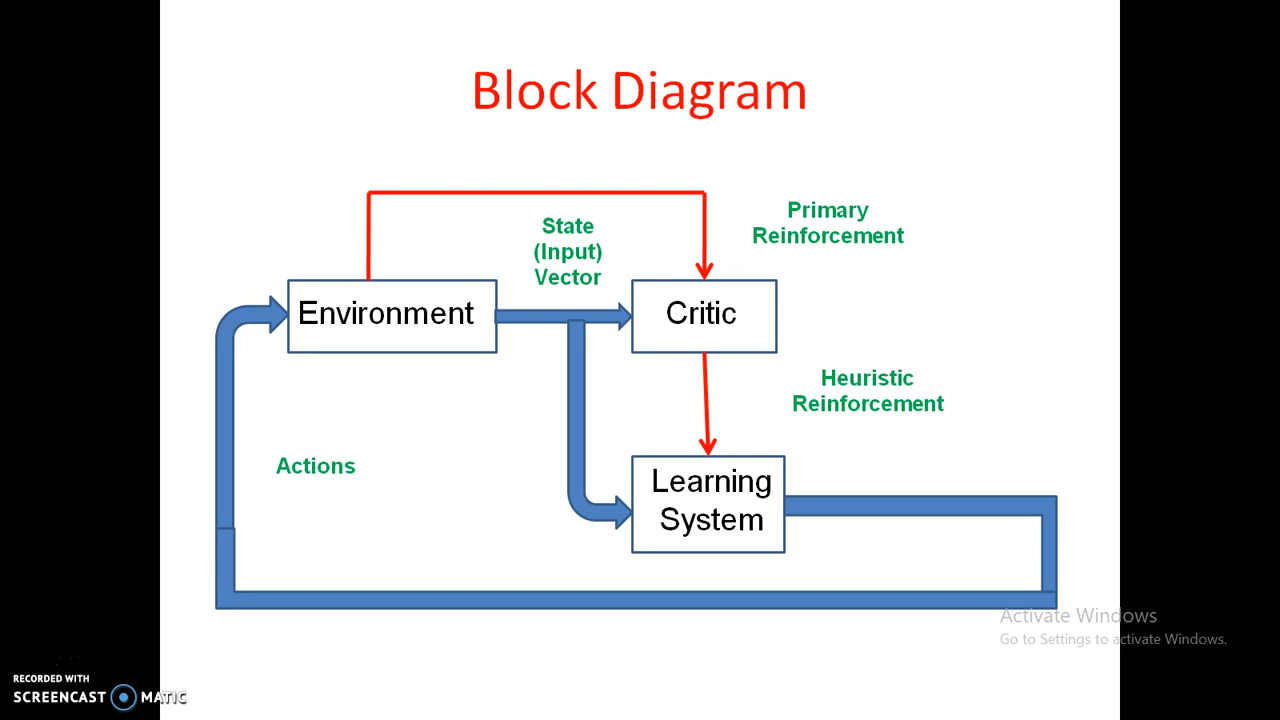 Block Diagram
Primary
Reinforcement
State
(Input)
Vector
Environment
Critic
Heuristic
Reinforcement
Actions
Learning
System
Activate Windows
Go to Settings to activate Windows.
RECORDED WITH
SCREENCAST MATIC